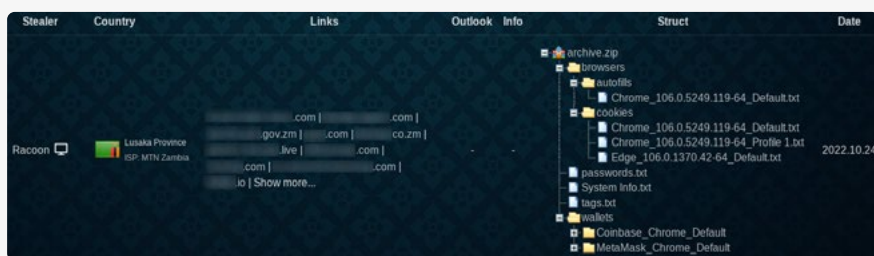 Stealer Country Links Outlook Info Struct Date
Racoon
Lusaka Province
ISP: MTN Zambia
.com | .com |
.gov.zm | .com | co.zm |
.live | .com |
.com | .com |
.io | Show more...
-
-
archive.zip
browsers
autofills
Chrome_106.0.5249.119-64_Default.txt
cookies
Chrome_106.0.5249.119-64_Default.txt
Chrome_106.0.5249.119-64_Profile 1.txt
Edge_106.0.1370.42-64_Default.txt
passwords.txt
System Info.txt
tags.txt
wallets
Coinbase_Chrome_Default
MetaMask_Chrome_Default
2022.10.24